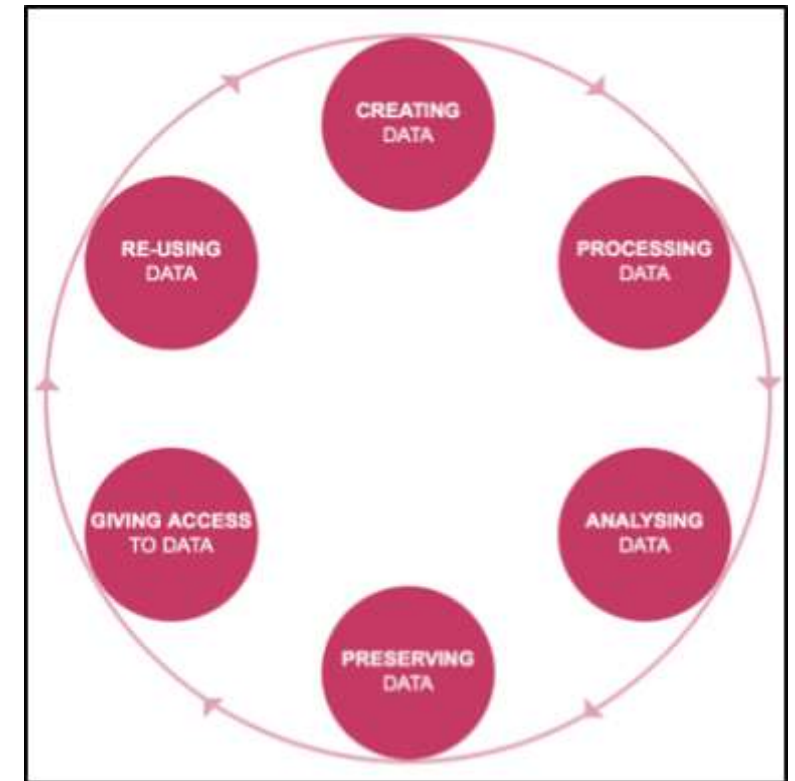 CREATING
DATA
PROCESSING
DATA
ANALYSING
DATA
PRESERVING
DATA
GIVING ACCESS
TO DATA
RE-USING
DATA